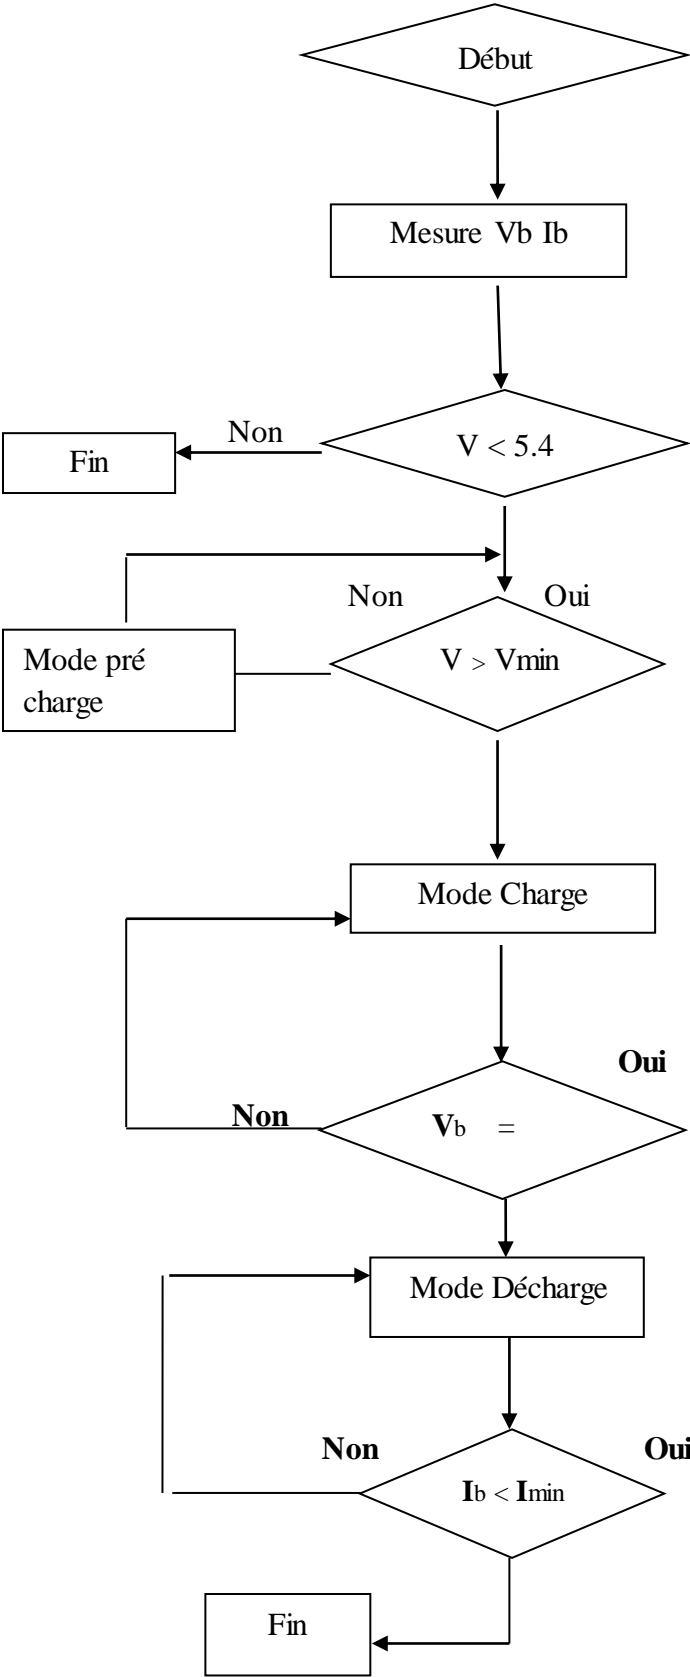 Début
Mesure Vb Ib
Non
V < 5.4
Fin
Non
Oui
Mode pré
charge
V > Vmin
Mode Charge
Oui
Non
Vb =
Mode Décharge
Non
Oui
Ib < Imin
Fin